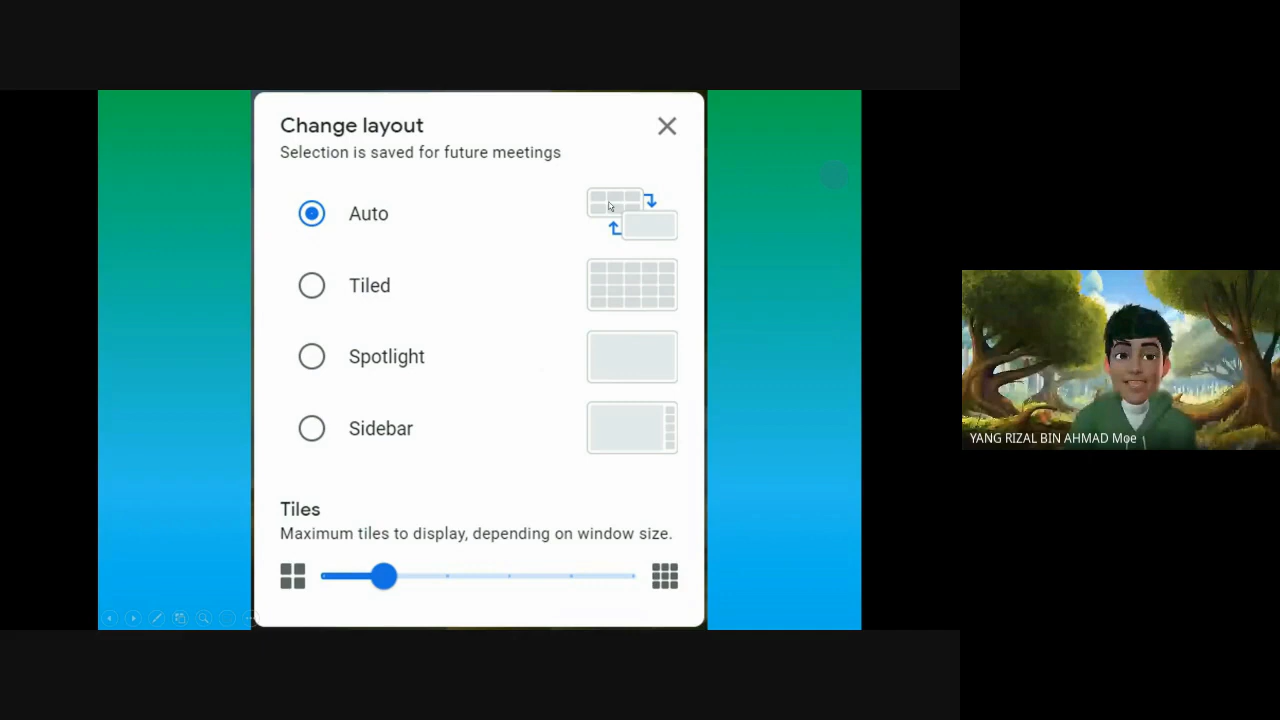 Change layout
Selection is saved for future meetings
Auto
Tiled
Spotlight
Sidebar
Tiles
Maximum tiles to display, depending on window size.
YANG RIZAL BIN AHMAD Moe